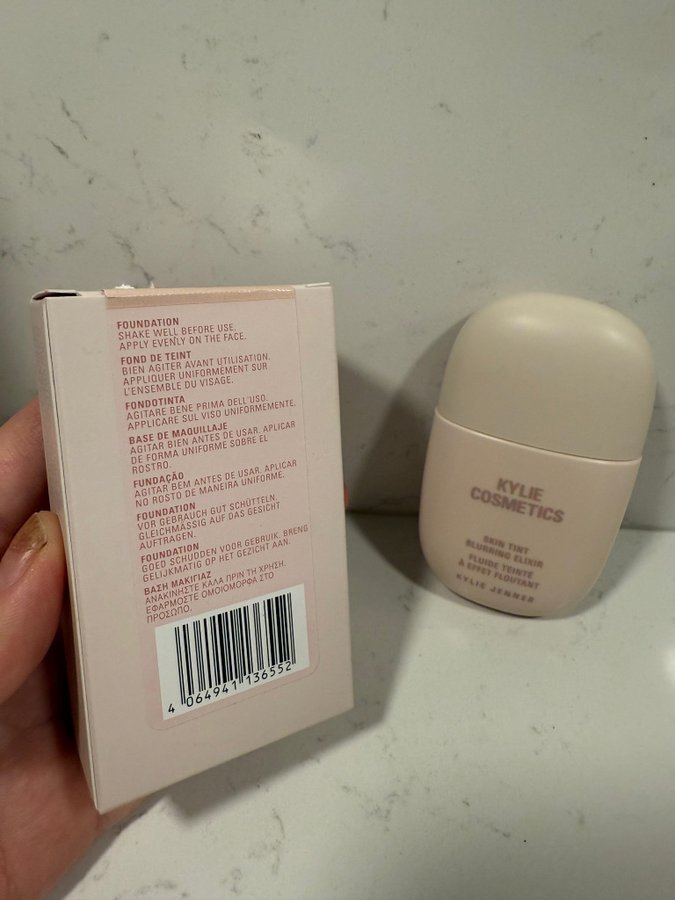 FOUNDATION
SHAKE WELL BEFORE USE.
APPLY EVENLY ON THE FACE.
FOND DE TEINT
BIEN AGITER AVANT UTILISATION.
APPLIQUER UNIFORMEMENT SUR
L'ENSEMBLE DU VISAGE.
FONDOTINTA
AGITARE BENE PRIMA DELL'USO.
APPLICARE SUL VISO UNIFORMEMENTE.
BASE DE MAQUILLAJE
AGITAR BIEN ANTES DE USAR. APLICAR
DE FORMA UNIFORME SOBRE EL
ROSTRO.
FUNDAÇÃO
AGITAR BEM ANTES DE USAR. APLICAR
NO ROSTO DE MANEIRA UNIFORME.
FOUNDATION
VOR GEBRAUCH GUT SCHÜTTELN,
GLEICHMÄSSIG AUF DAS GESICHT
AUFTRAGEN.
FOUNDATION
GOED SCHUDDEN VOOR GEBRUIK. BRENG
GELIJKMATIG OP HET GEZICHT AAN.
ΒΑΣΗ ΜΑΚΙΓΙΑΖ
ΑΝΑΚΙΝΗΣΤΕ ΚΑΛΑ ΠΡΙΝ ΤΗ ΧΡΗΣΗ.
ΕΦΑΡΜΟΣΤΕ ΟΜΟΙΟΜΟΡΦΑ ΣΤΟ
ΠΡΟΣΩΠΟ.
4 064941 136552
KYLIE
COSMETICS
SKIN TINT
BLURRING ELIXIR
FLUIDE TEINTÉ
À EFFET FLOUTANT
KYLIE JENNER